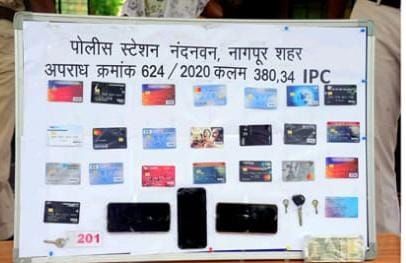 पोलीस स्टेशन नंदनवन, नागपूर शहर
अपराध क्रमांक 624/2020 कलम 380,34 IPC
201